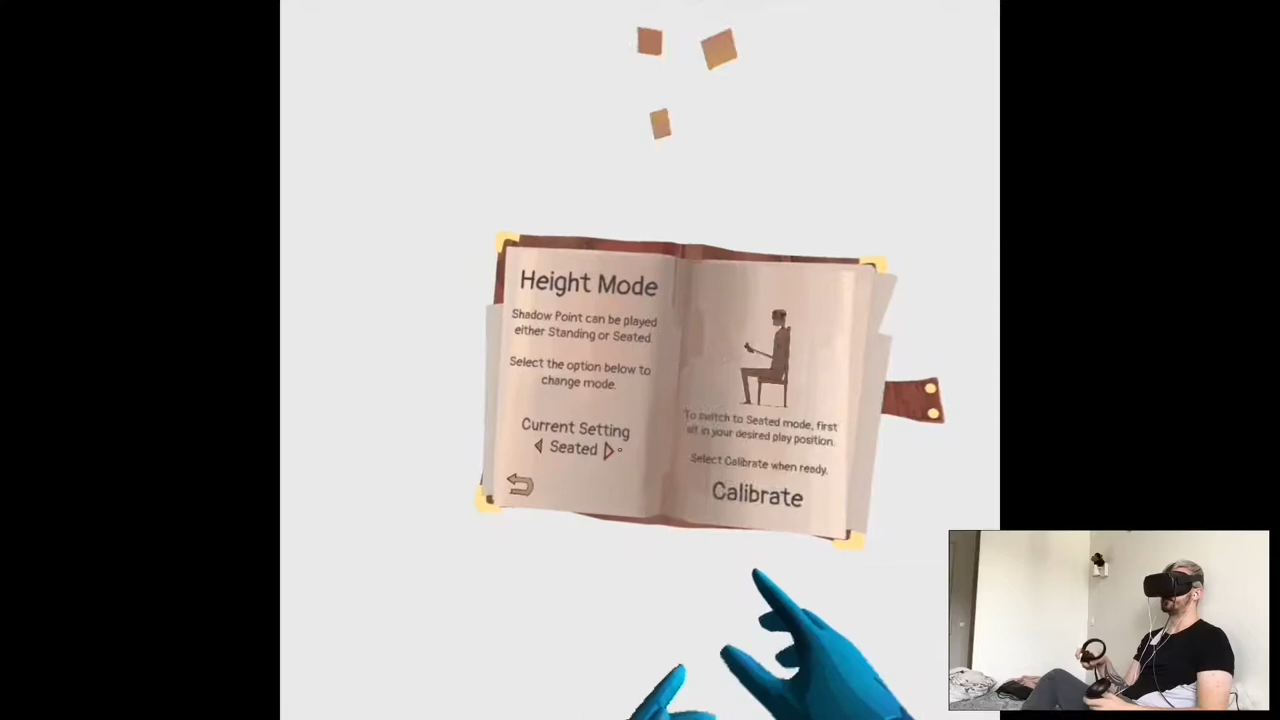 Height Mode
Shadow Point can be played
either Standing or Seated.
Select the option below to
change mode.
Current Setting
Seated
To switch to Seated mode, first
sit in your desired play position.
Select Calibrate when ready.
Calibrate